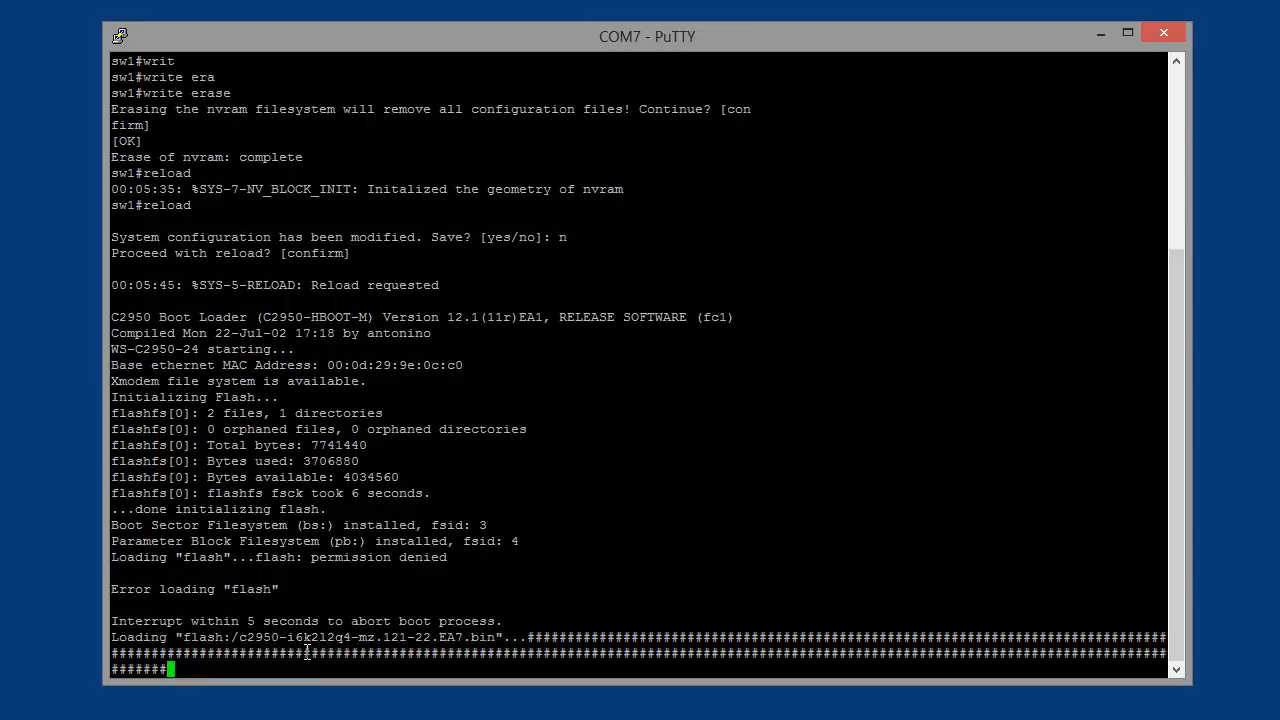 COM7 - PuTTY
sw1#writ
sw1#write era
sw1#write erase
Erasing the nvram filesystem will remove all configuration files! Continue? [con
firm]
[OK]
Erase of nvram: complete
sw1#reload
00:05:35: %SYS-7-NV_BLOCK_INIT: Initalized the geometry of nvram
sw1#reload
System configuration has been modified. Save? [yes/no]: n
Proceed with reload? [confirm]
00:05:45: %SYS-5-RELOAD: Reload requested
C2950 Boot Loader (C2950-HBOOT-M) Version 12.1(11r)EA1, RELEASE SOFTWARE (fc1)
Compiled Mon 22-Jul-02 17:18 by antonino
WS-C2950-24 starting...
Base ethernet MAC Address: 00:0d:29:9e:0c:c0
Xmodem file system is available.
Initializing Flash...
flashfs[0]: 2 files, 1 directories
flashfs[0]: 0 orphaned files, 0 orphaned directories
flashfs[0]: Total bytes: 7741440
flashfs[0]: Bytes used: 3706880
flashfs[0]: Bytes available: 4034560
flashfs[0]: flashfs fsck took 6 seconds.
...done initializing flash.
Boot Sector Filesystem (bs:) installed, fsid: 3
Parameter Block Filesystem (pb:) installed, fsid: 4
Loading "flash"...flash: permission denied
Error loading "flash"
Interrupt within 5 seconds to abort boot process.
Loading "flash:/c2950-i6k2l2q4-mz.121-22.EA7.bin"...################################################################################
####################################################################################################################################
#######